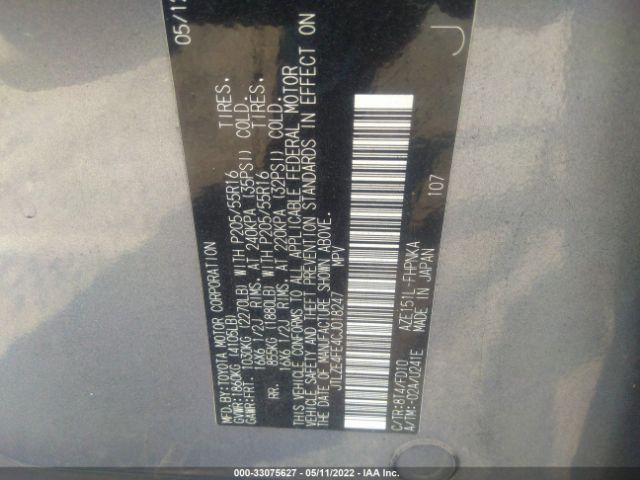 MFD.BY:TOYOTA MOTOR CORPORATION 05/12
GVWR:1860KG (4105LB)
GAWR:FRT. 1030KG (2270LB) WITH P205/55R16 TIRES.
16X6 1/2J RIMS. AT 240KPA (35PSI) COLD.
RR. 855KG (1880LB) WITH P205/55R16 TIRES.
16X6 1/2J RIMS. AT 220KPA (32PSI) COLD.
THIS VEHICLE CONFORMS TO ALL APPLICABLE FEDERAL MOTOR
VEHICLE SAFETY AND THEFT PREVENTION STANDARDS IN EFFECT ON
THE DATE OF MANUFACTURE SHOWN ABOVE.
JTLZE4FE4CJ018247 MPV
C/TR:8T4/FD10 AZE151L-FHPNKA
A/TM:-02A/U241E MADE IN JAPAN
107
J
000-33075627 - 05/11/2022 - IAA Inc.